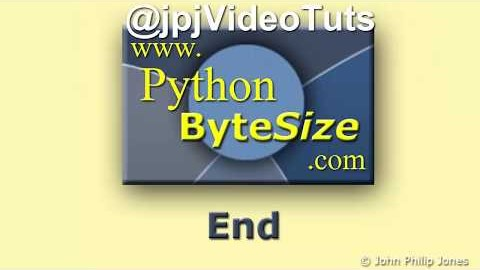 @jpjVideoTuts
www.
Python
ByteSize
.com
End
© John Philip Jones